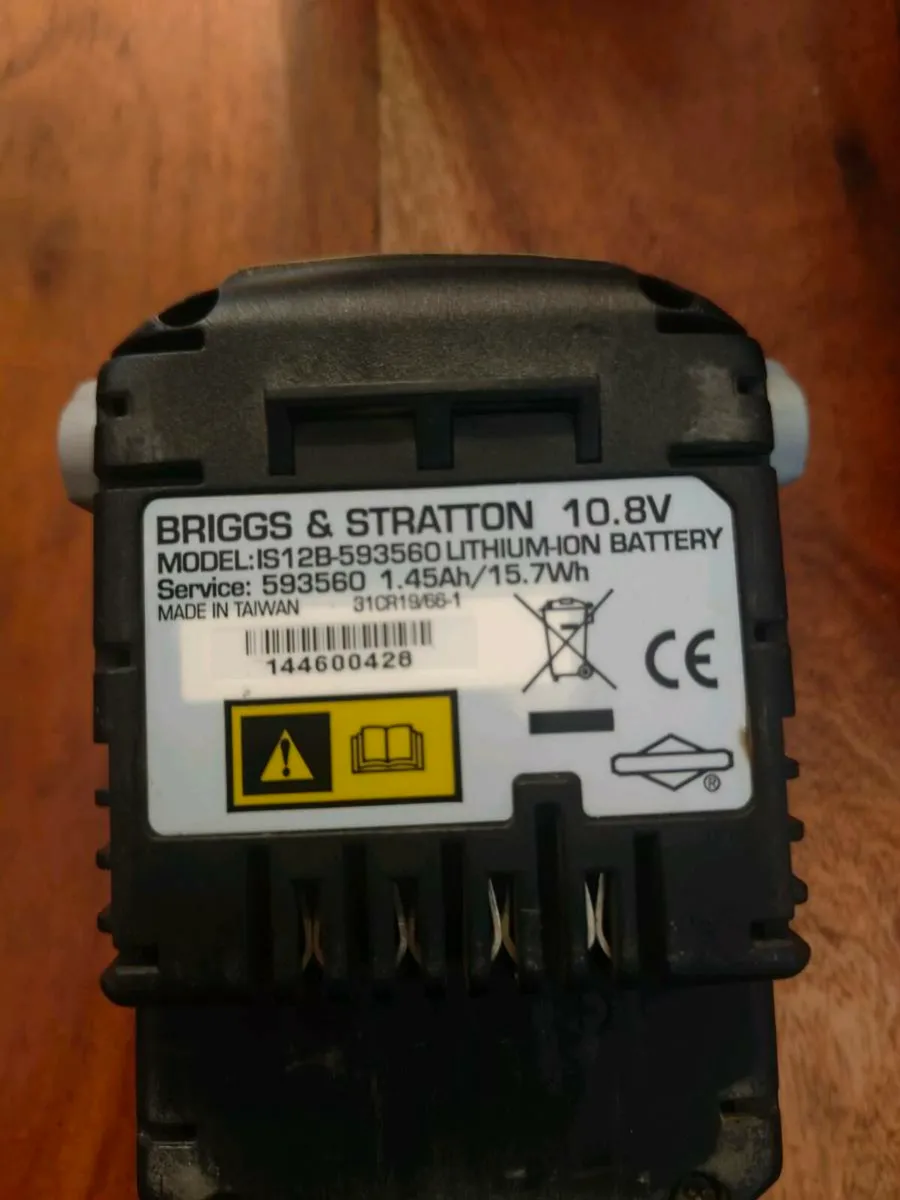 BRIGGS & STRATTON 10.8V
MODEL:IS12B-593560 LITHIUM-ION BATTERY
Service: 593560 1.45Ah/15.7Wh
MADE IN TAIWAN 31CR19/66-1
144600428
CE
®